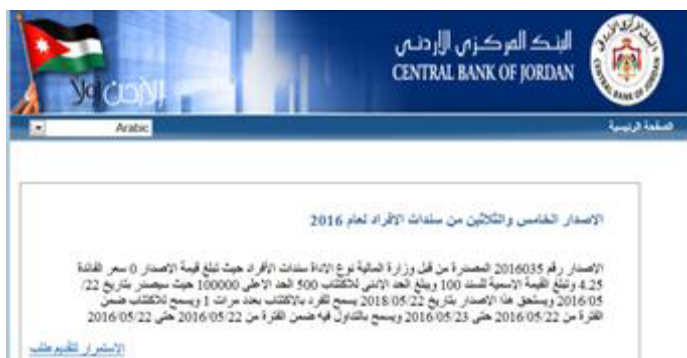 البنك المركزي الأردني
CENTRAL BANK OF JORDAN
الأردن أولاً
Arabic
الصفحة الرئيسية
الاصدار الخامس والثلاثين من سندات الافراد لعام 2016
الاصدار رقم 2016035 المصدرة من قبل وزارة المالية نوع الاداة سندات الأفراد حيث تبلغ قيمة الاصدار 0 سعر الفائدة
4.25 وتبلغ القيمة الاسمية للسند 100 ويبلغ الحد الادنى للاكتتاب 500 الحد الاعلى 100000 حيث سيصدر بتاريخ 22/
05/2016 ويستحق هذا الاصدار بتاريخ 2018/05/22 يسمح للفرد بالاكتتاب بعدد مرات 1 ويسمح للاكتتاب ضمن
الفترة من 2016/05/22 حتى 2016/05/23 ويسمح بالتداول فيه ضمن الفترة من 2016/05/22 حتى 2016/05/22
الاستمرار لتقديم طلب